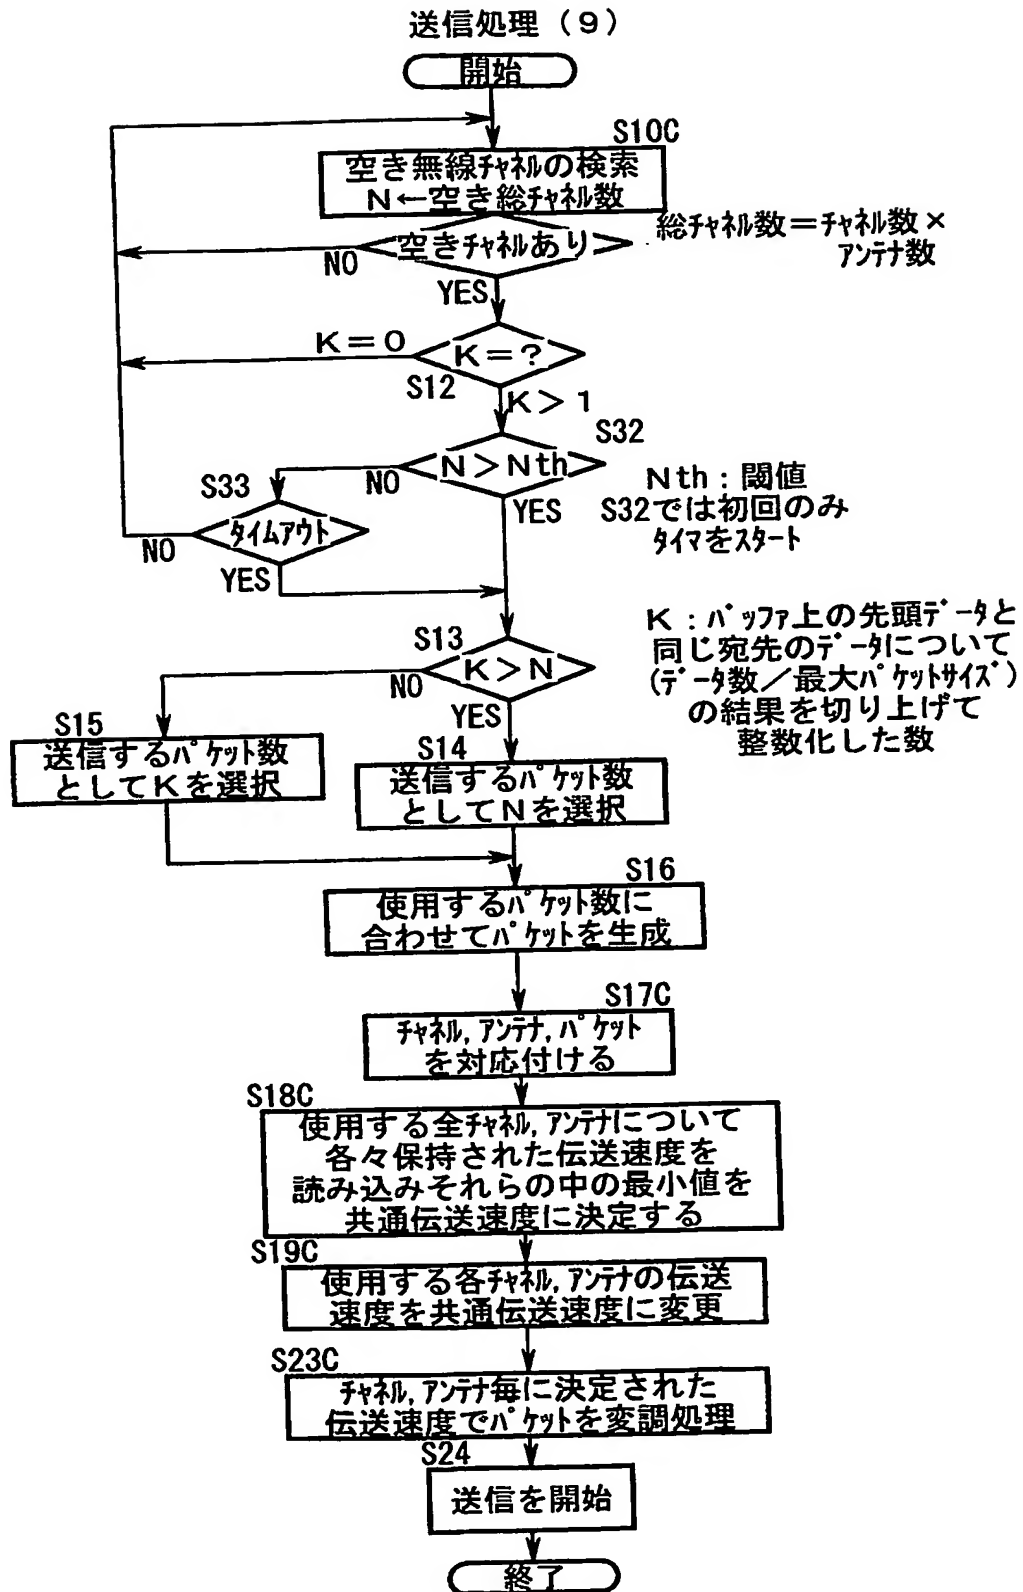 送信処理（9）
開始
S10C
空き無線ﾁｬﾈﾙの検索
N←空き総ﾁｬﾈﾙ数
総ﾁｬﾈﾙ数＝ﾁｬﾈﾙ数×
ｱﾝﾃﾅ数
空きﾁｬﾈﾙあり
NO
YES
K＝0
K＝？
S12
K＞1
S32
N＞Nth
NO
YES
Nth：閾値
S32では初回のみ
ﾀｲﾏをｽﾀｰﾄ
S33
ﾀｲﾑｱｳﾄ
NO
YES
K：ﾊﾞｯﾌｧ上の先頭ﾃﾞｰﾀと
同じ宛先のﾃﾞｰﾀについて
(ﾃﾞｰﾀ数／最大ﾊﾟｹｯﾄｻｲｽﾞ)
の結果を切り上げて
整数化した数
S13
K＞N
NO
YES
S15
送信するﾊﾟｹｯﾄ数
としてKを選択
S14
送信するﾊﾟｹｯﾄ数
としてNを選択
S16
使用するﾊﾟｹｯﾄ数に
合わせてﾊﾟｹｯﾄを生成
S17C
ﾁｬﾈﾙ,ｱﾝﾃﾅ,ﾊﾟｹｯﾄ
を対応付ける
S18C
使用する全ﾁｬﾈﾙ,ｱﾝﾃﾅについて
各々保持された伝送速度を
読み込みそれらの中の最小値を
共通伝送速度に決定する
S19C
使用する各ﾁｬﾈﾙ,ｱﾝﾃﾅの伝送
速度を共通伝送速度に変更
S23C
ﾁｬﾈﾙ,ｱﾝﾃﾅ毎に決定された
伝送速度でﾊﾟｹｯﾄを変調処理
S24
送信を開始
終了